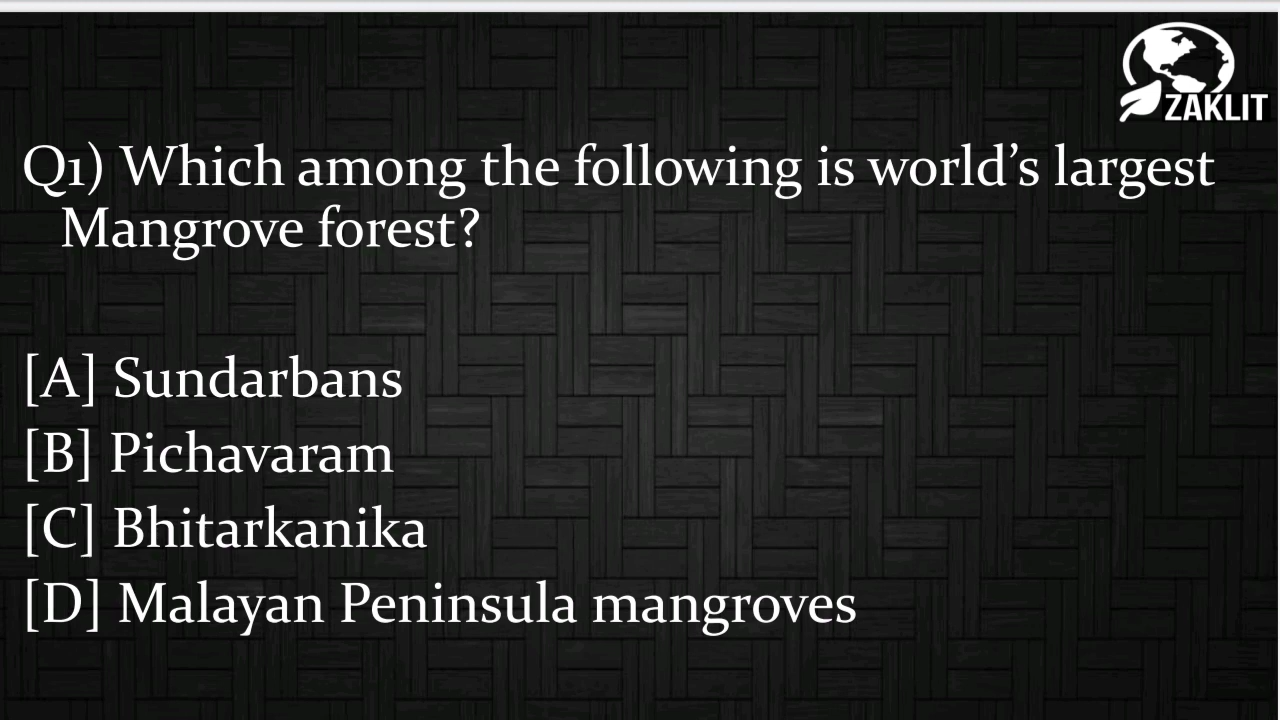 ZAKLIT
Q1) Which among the following is world’s largest
Mangrove forest?
[A] Sundarbans
[B] Pichavaram
[C] Bhitarkanika
[D] Malayan Peninsula mangroves